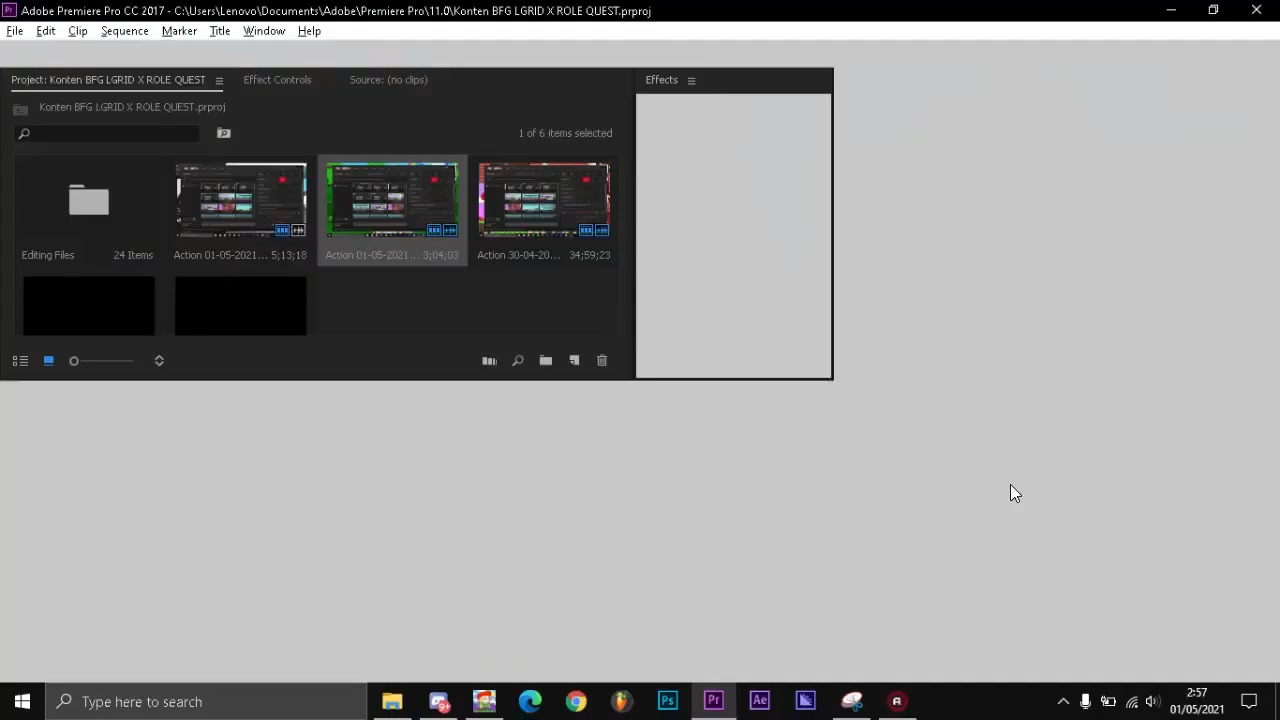 Adobe Premiere Pro CC 2017 - C:\Users\Lenovo\Documents\Adobe\Premiere Pro\11.0\Konten BFG LGRID X ROLE QUEST.prproj
File Edit Clip Sequence Marker Title Window Help
Project: Konten BFG LGRID X ROLE QUEST Effect Controls Source: (no clips) Effects
Konten BFG LGRID X ROLE QUEST.prproj
1 of 6 items selected
Editing Files 24 Items Action 01-05-2021... 5;13;18 Action 01-05-2021... 3;04;03 Action 30-04-20... 34;59;23
Type here to search
9+
Ps Pr Ae
2:57
01/05/2021